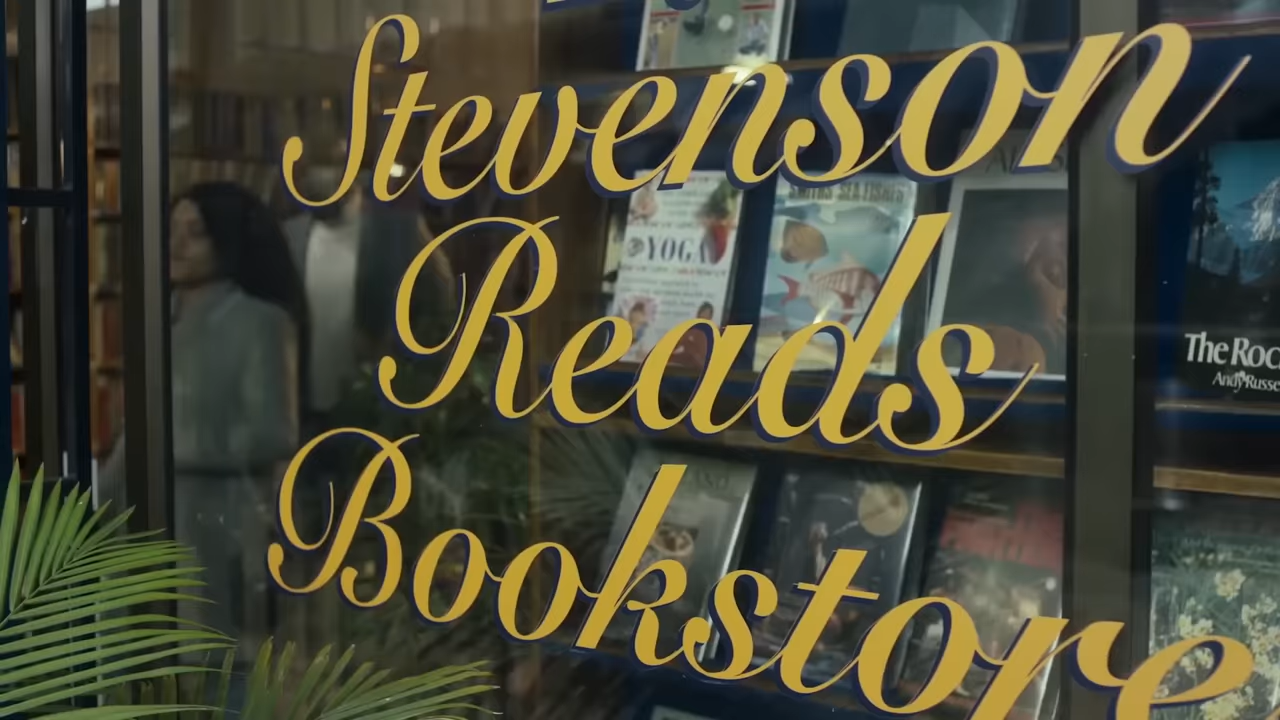 Stevenson
Reads
Bookstore
YOGA
The Roc
Andy Russe